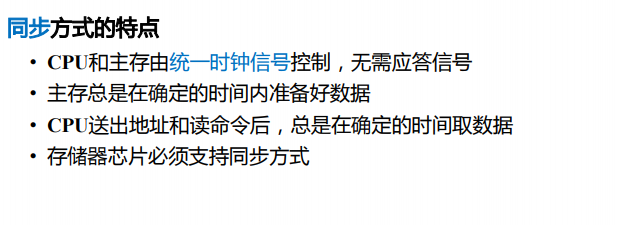 同步方式的特点
• CPU和主存由统一时钟信号控制，无需应答信号
• 主存总是在确定的时间内准备好数据
• CPU送出地址和读命令后，总是在确定的时间取数据
• 存储器芯片必须支持同步方式